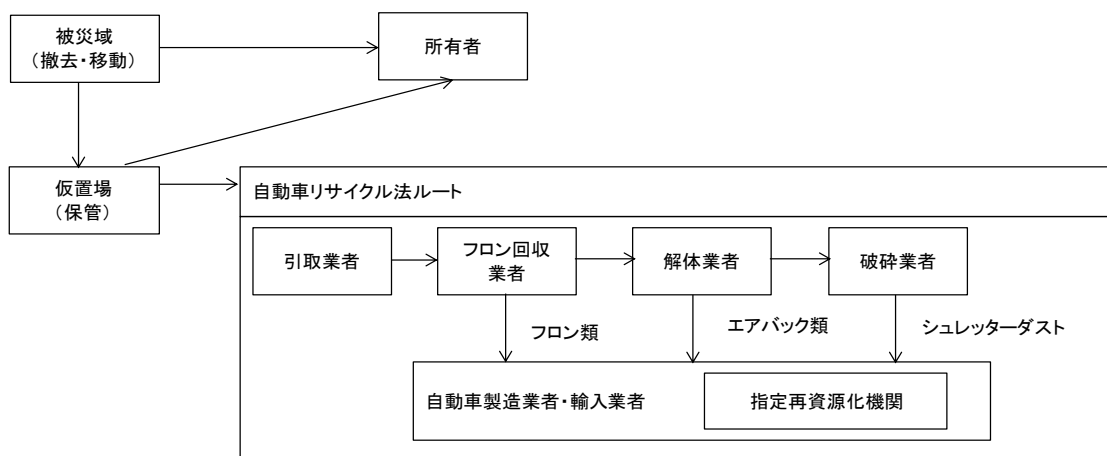 被災域
（撤去・移動）
所有者
仮置場
（保管）
自動車リサイクル法ルート
引取業者
フロン回収
業者
解体業者
破砕業者
フロン類
エアバック類
シュレッターダスト
自動車製造業者・輸入業者
指定再資源化機関